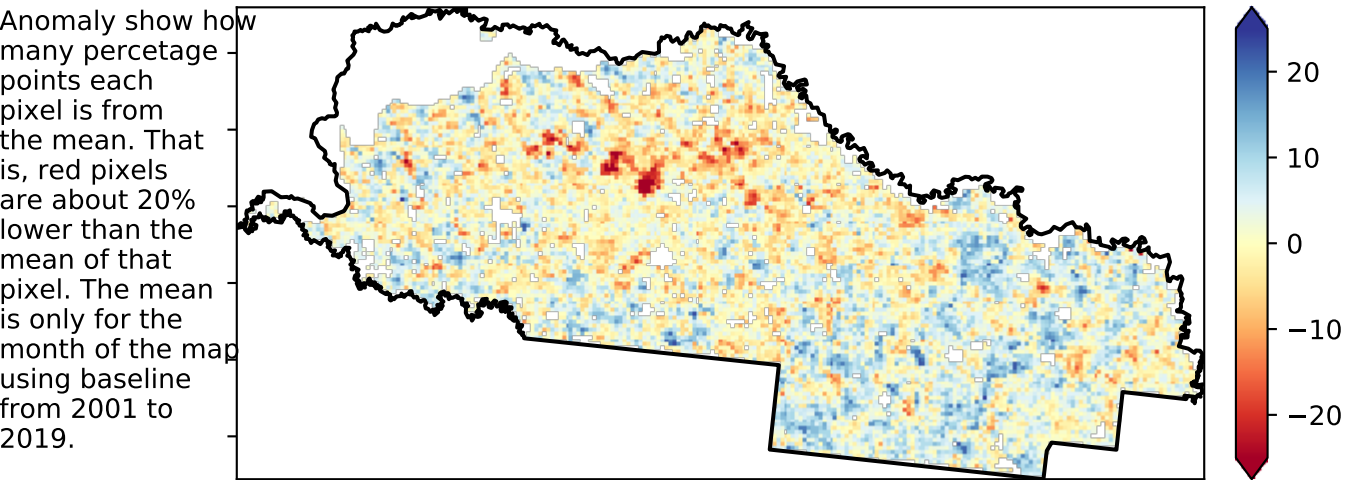 Anomaly show how
many percetage
points each
pixel is from
the mean. That
is, red pixels
are about 20%
lower than the
mean of that
pixel. The mean
is only for the
month of the map
using baseline
from 2001 to
2019.
20
10
0
−10
−20